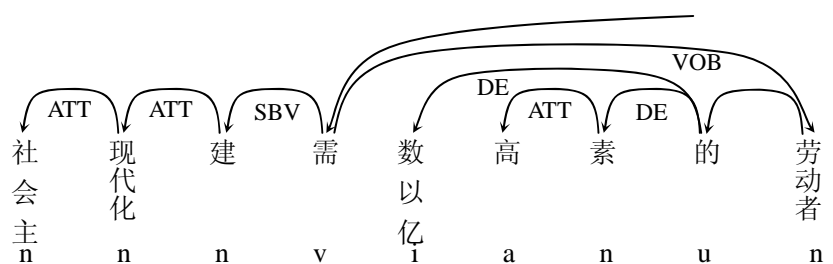 VOB
DE
ATT ATT SBV ATT DE
社会主 现代化 建 需 数以亿 高 素 的 劳动者
n n n v i a n u n